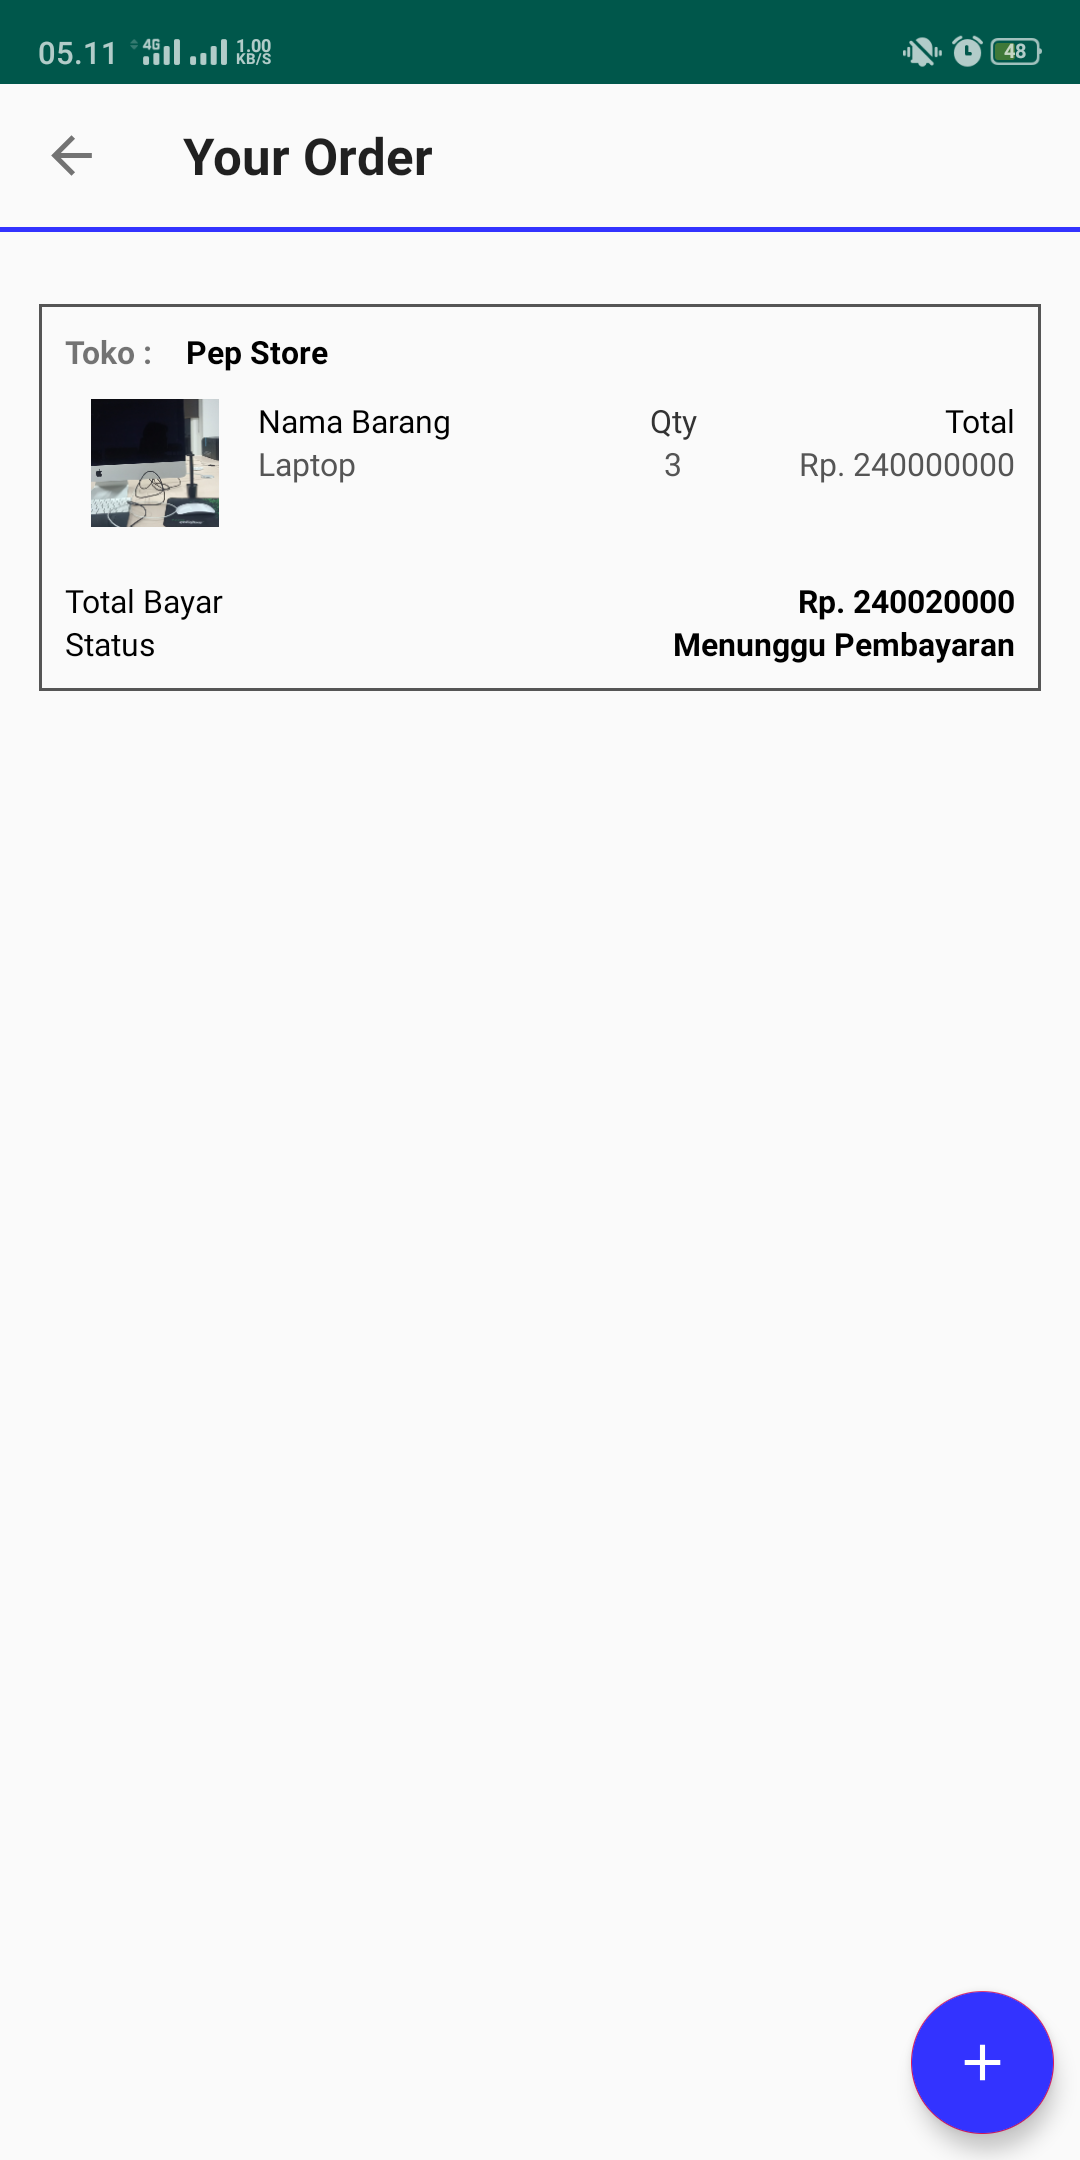 05.11 4G 1.00 KB/S 48
Your Order
Toko : Pep Store
Nama Barang Qty Total
Laptop 3 Rp. 240000000
Total Bayar Rp. 240020000
Status Menunggu Pembayaran
+